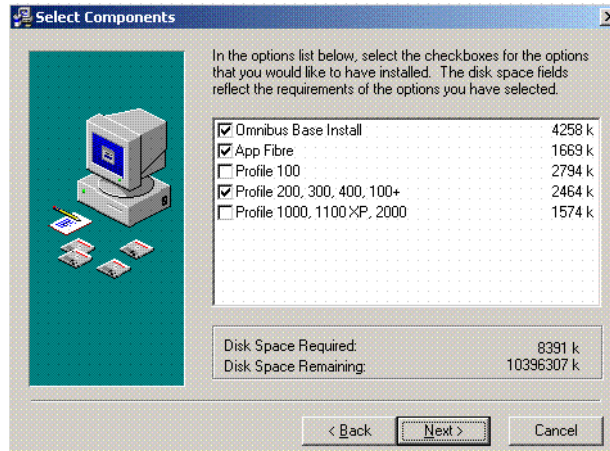 Select Components
In the options list below, select the checkboxes for the options
that you would like to have installed. The disk space fields
reflect the requirements of the options you have selected.
Omnibus Base Install 4258 k
App Fibre 1669 k
Profile 100 2794 k
Profile 200, 300, 400, 100+ 2464 k
Profile 1000, 1100 XP, 2000 1574 k
Disk Space Required: 8391 k
Disk Space Remaining: 10396307 k
< Back Next > Cancel